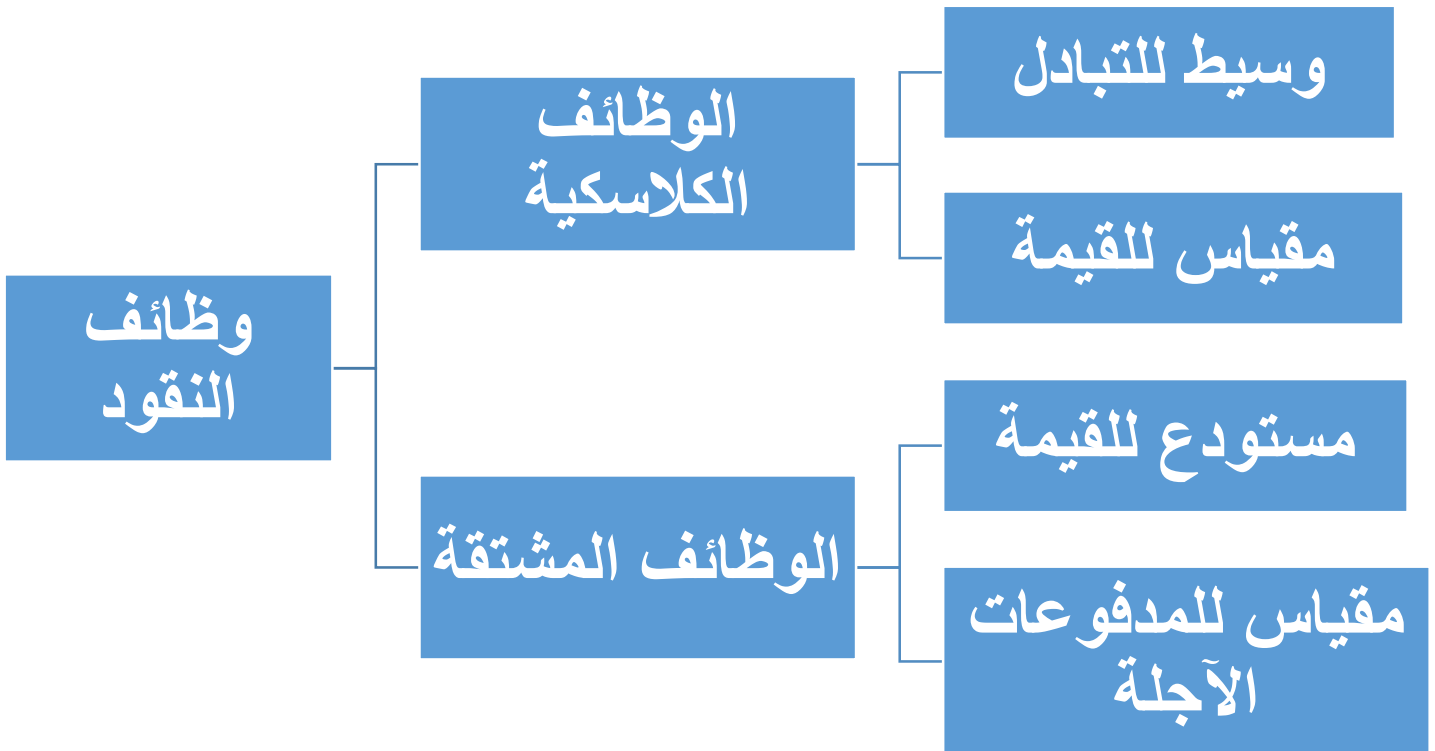 وظائف
النقود
الوظائف
الكلاسكية
وسيط للتبادل
مقياس للقيمة
الوظائف المشتقة
مستودع للقيمة
مقياس للمدفوعات
الآجلة